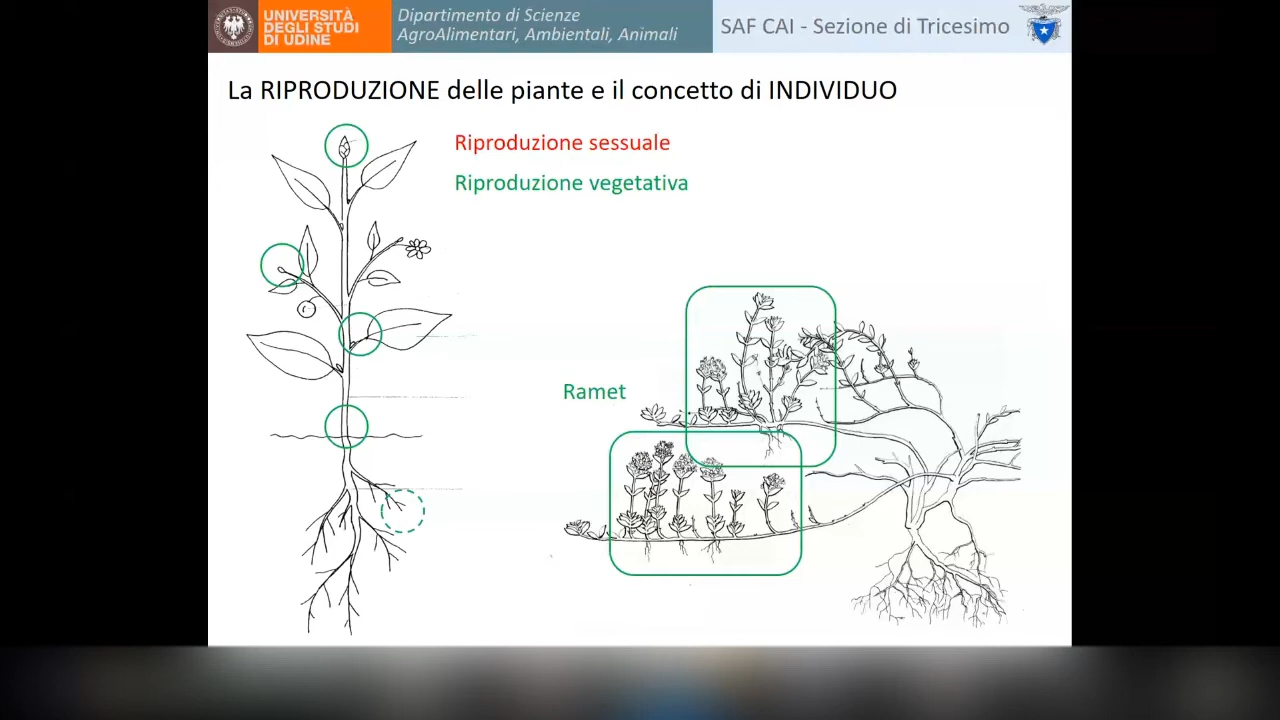 UNIVERSITÀ
DEGLI STUDI
DI UDINE
Dipartimento di Scienze
AgroAlimentari, Ambientali, Animali
SAF CAI - Sezione di Tricesimo
La RIPRODUZIONE delle piante e il concetto di INDIVIDUO
Riproduzione sessuale
Riproduzione vegetativa
Ramet